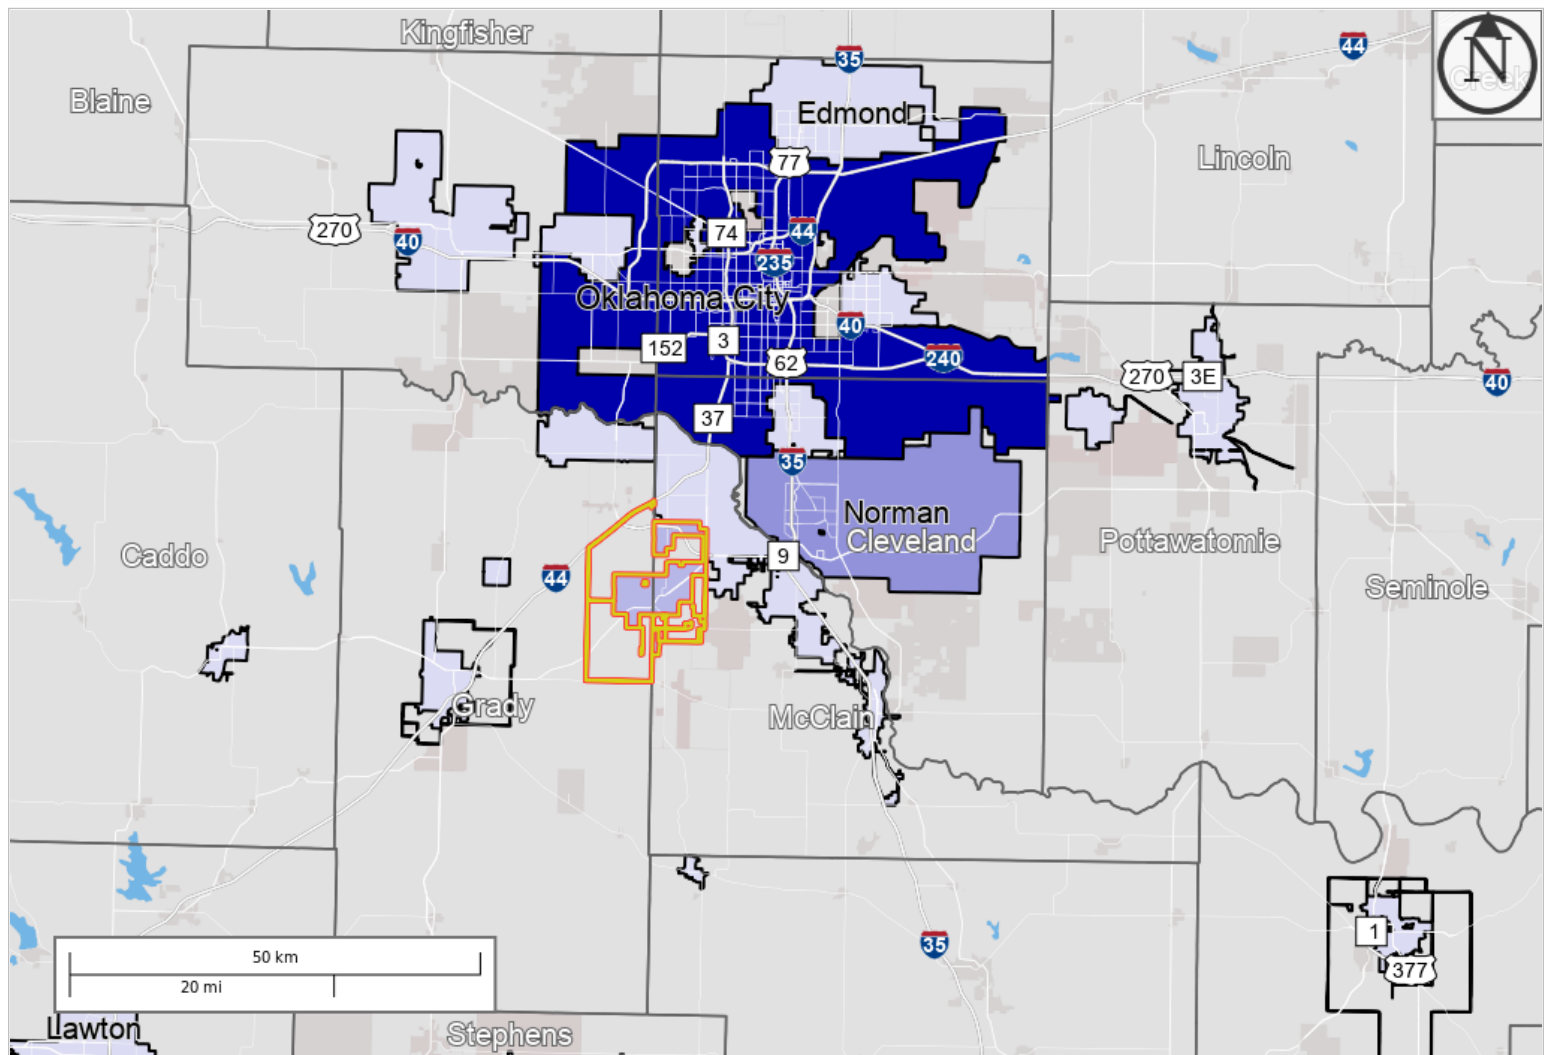 Kingfisher
35
44
N
Creek
Blaine
Edmond
Lincoln
77
270
40
74
44
235
Oklahoma City
40
152
3
62
240
270
3E
40
37
35
Norman
Cleveland
Caddo
44
9
Pottawatomie
Seminole
Grady
McClain
50 km
20 mi
35
1
377
Lawton
Stephens